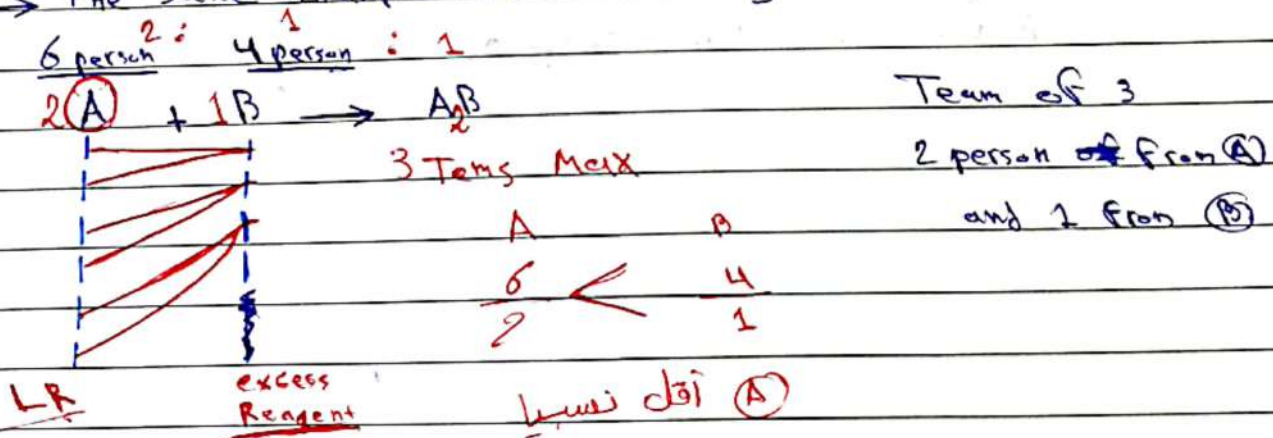 → The
6 person 2 : 4 person 1 : 1
2 A + 1 B → A2B
Team of 3
3 Tems Max
2 person from A
A B
and 1 from B
6/2 < 4/1
LR
excess
Reagent
A أقل نسبيا